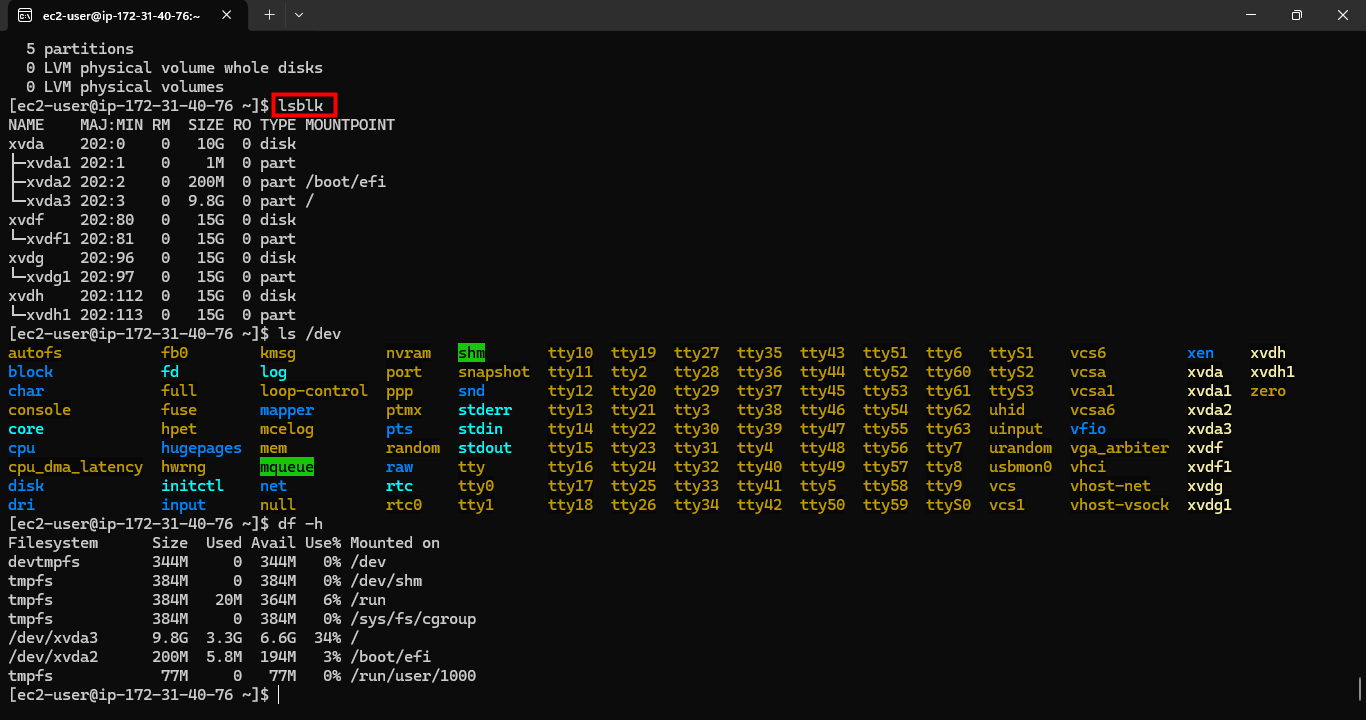 ec2-user@ip-172-31-40-76:~
5 partitions
0 LVM physical volume whole disks
0 LVM physical volumes
[ec2-user@ip-172-31-40-76 ~]$ lsblk
NAME    MAJ:MIN RM  SIZE RO TYPE MOUNTPOINT
xvda    202:0    0   10G  0 disk
├─xvda1 202:1    0    1M  0 part
├─xvda2 202:2    0  200M  0 part /boot/efi
└─xvda3 202:3    0  9.8G  0 part /
xvdf    202:80   0   15G  0 disk
└─xvdf1 202:81   0   15G  0 part
xvdg    202:96   0   15G  0 disk
└─xvdg1 202:97   0   15G  0 part
xvdh    202:112  0   15G  0 disk
└─xvdh1 202:113  0   15G  0 part
[ec2-user@ip-172-31-40-76 ~]$ ls /dev
autofs           fb0        kmsg          nvram   shm       tty10  tty19  tty27  tty35  tty43  tty51  tty6   ttyS1    vcs6         xen    xvdh
block            fd         log           port    snapshot  tty11  tty2   tty28  tty36  tty44  tty52  tty60  ttyS2    vcsa         xvda   xvdh1
char             full       loop-control  ppp     snd       tty12  tty20  tty29  tty37  tty45  tty53  tty61  ttyS3    vcsa1        xvda1  zero
console          fuse       mapper        ptmx    stderr    tty13  tty21  tty3   tty38  tty46  tty54  tty62  uhid     vcsa6        xvda2
core             hpet       mcelog        pts     stdin     tty14  tty22  tty30  tty39  tty47  tty55  tty63  uinput   vfio         xvda3
cpu              hugepages  mem           random  stdout    tty15  tty23  tty31  tty4   tty48  tty56  tty7   urandom  vga_arbiter  xvdf
cpu_dma_latency  hwrng      mqueue        raw     tty       tty16  tty24  tty32  tty40  tty49  tty57  tty8   usbmon0  vhci         xvdf1
disk             initctl    net           rtc     tty0      tty17  tty25  tty33  tty41  tty5   tty58  tty9   vcs      vhost-net    xvdg
dri              input      null          rtc0    tty1      tty18  tty26  tty34  tty42  tty50  tty59  ttyS0  vcs1     vhost-vsock  xvdg1
[ec2-user@ip-172-31-40-76 ~]$ df -h
Filesystem      Size  Used Avail Use% Mounted on
devtmpfs        344M     0  344M   0% /dev
tmpfs           384M     0  384M   0% /dev/shm
tmpfs           384M   20M  364M   6% /run
tmpfs           384M     0  384M   0% /sys/fs/cgroup
/dev/xvda3      9.8G  3.3G  6.6G  34% /
/dev/xvda2      200M  5.8M  194M   3% /boot/efi
tmpfs            77M     0   77M   0% /run/user/1000
[ec2-user@ip-172-31-40-76 ~]$